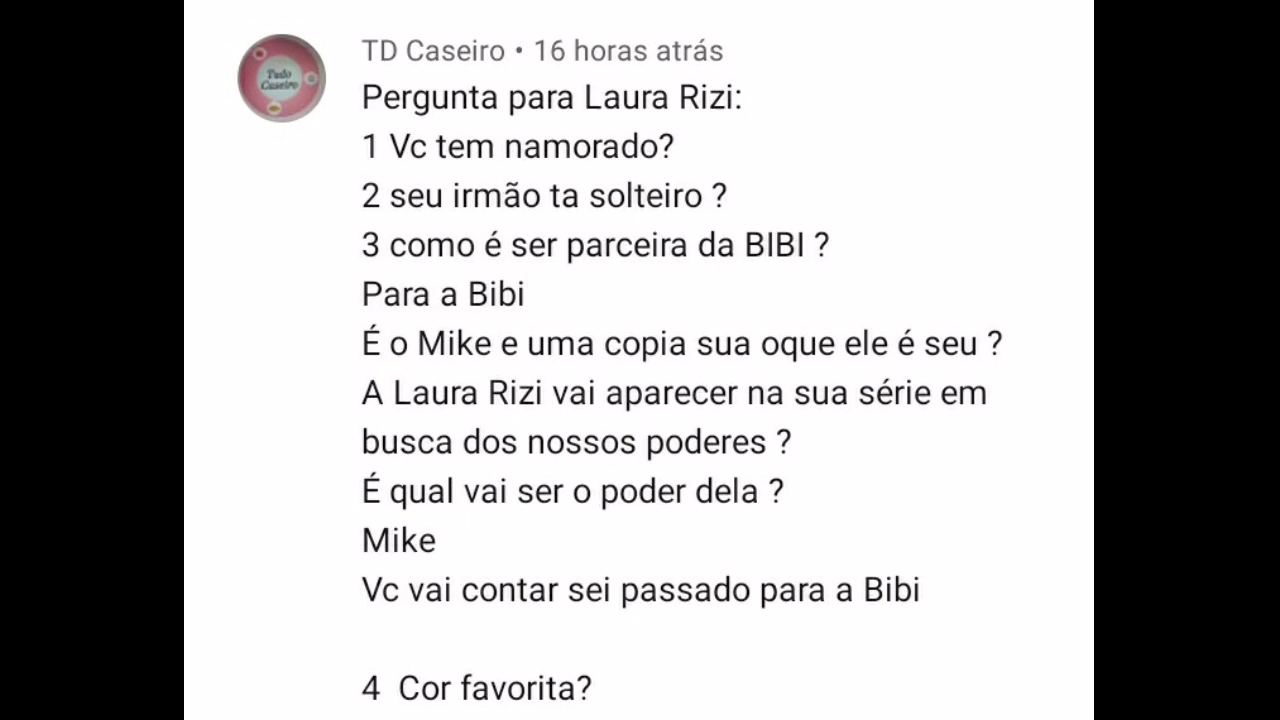 Tudo
Caseiro
TD Caseiro • 16 horas atrás
Pergunta para Laura Rizi:
1 Vc tem namorado?
2 seu irmão ta solteiro ?
3 como é ser parceira da BIBI ?
Para a Bibi
É o Mike e uma copia sua oque ele é seu ?
A Laura Rizi vai aparecer na sua série em
busca dos nossos poderes ?
É qual vai ser o poder dela ?
Mike
Vc vai contar sei passado para a Bibi
4 Cor favorita?